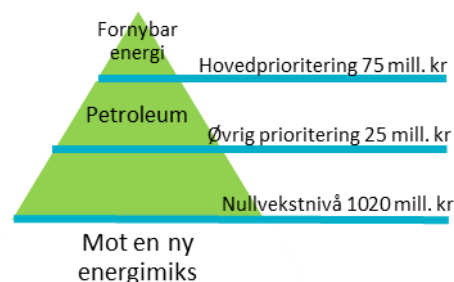 Fornybar
energi
Hovedprioritering 75 mill. kr
Petroleum
Øvrig prioritering 25 mill. kr
Nullvekstnivå 1020 mill. kr
Mot en ny
energimiks